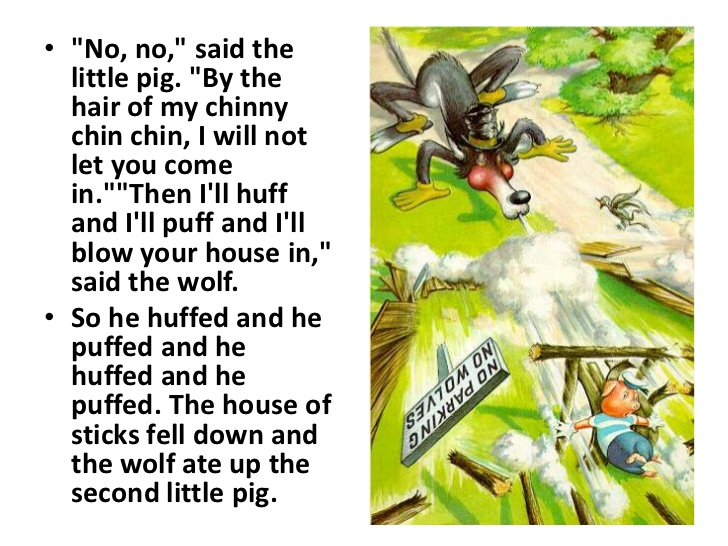 • "No, no," said the
little pig. "By the
hair of my chinny
chin chin, I will not
let you come
in.""Then I'll huff
and I'll puff and I'll
blow your house in,"
said the wolf.
• So he huffed and he
puffed and he
huffed and he
puffed. The house of
sticks fell down and
the wolf ate up the
second little pig.
NO PARKING
NO WOLVES